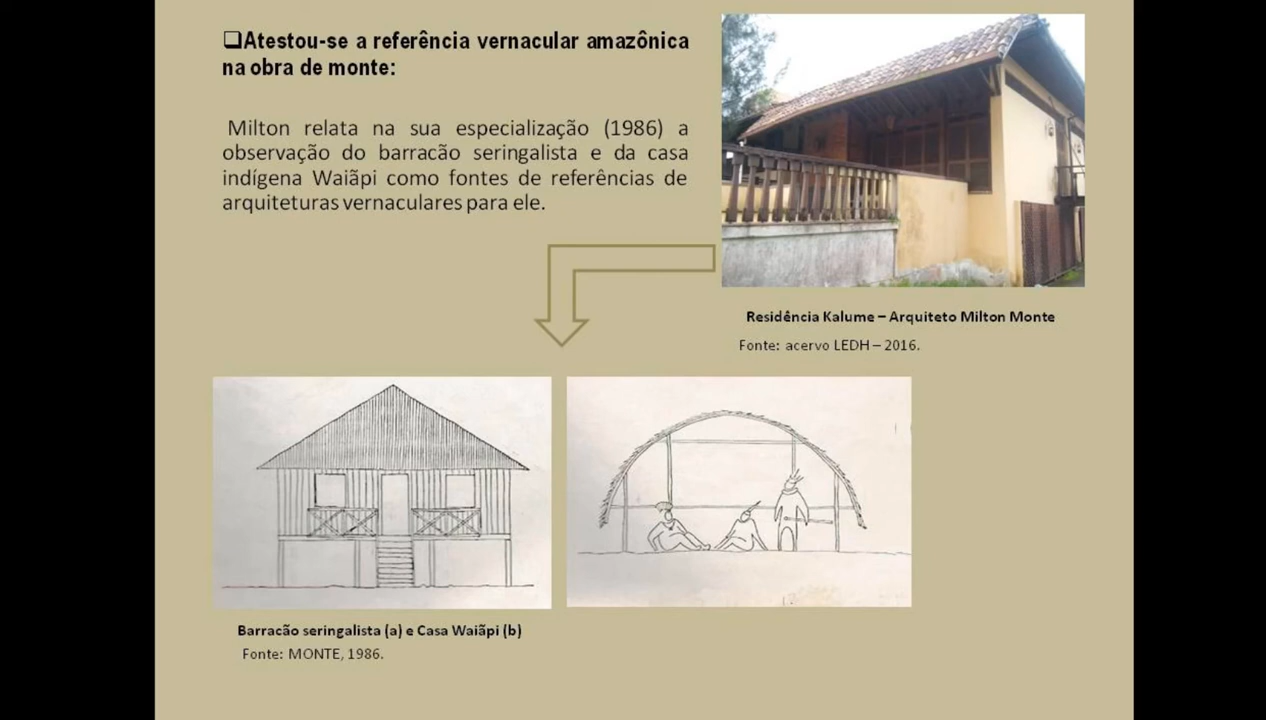 ❑Atestou-se a referência vernacular amazônica
na obra de monte:
Milton relata na sua especialização (1986) a
observação do barracão seringalista e da casa
indígena Waiãpi como fontes de referências de
arquiteturas vernaculares para ele.
Residência Kalume – Arquiteto Milton Monte
Fonte: acervo LEDH – 2016.
Barracão seringalista (a) e Casa Waiãpi (b)
Fonte: MONTE, 1986.